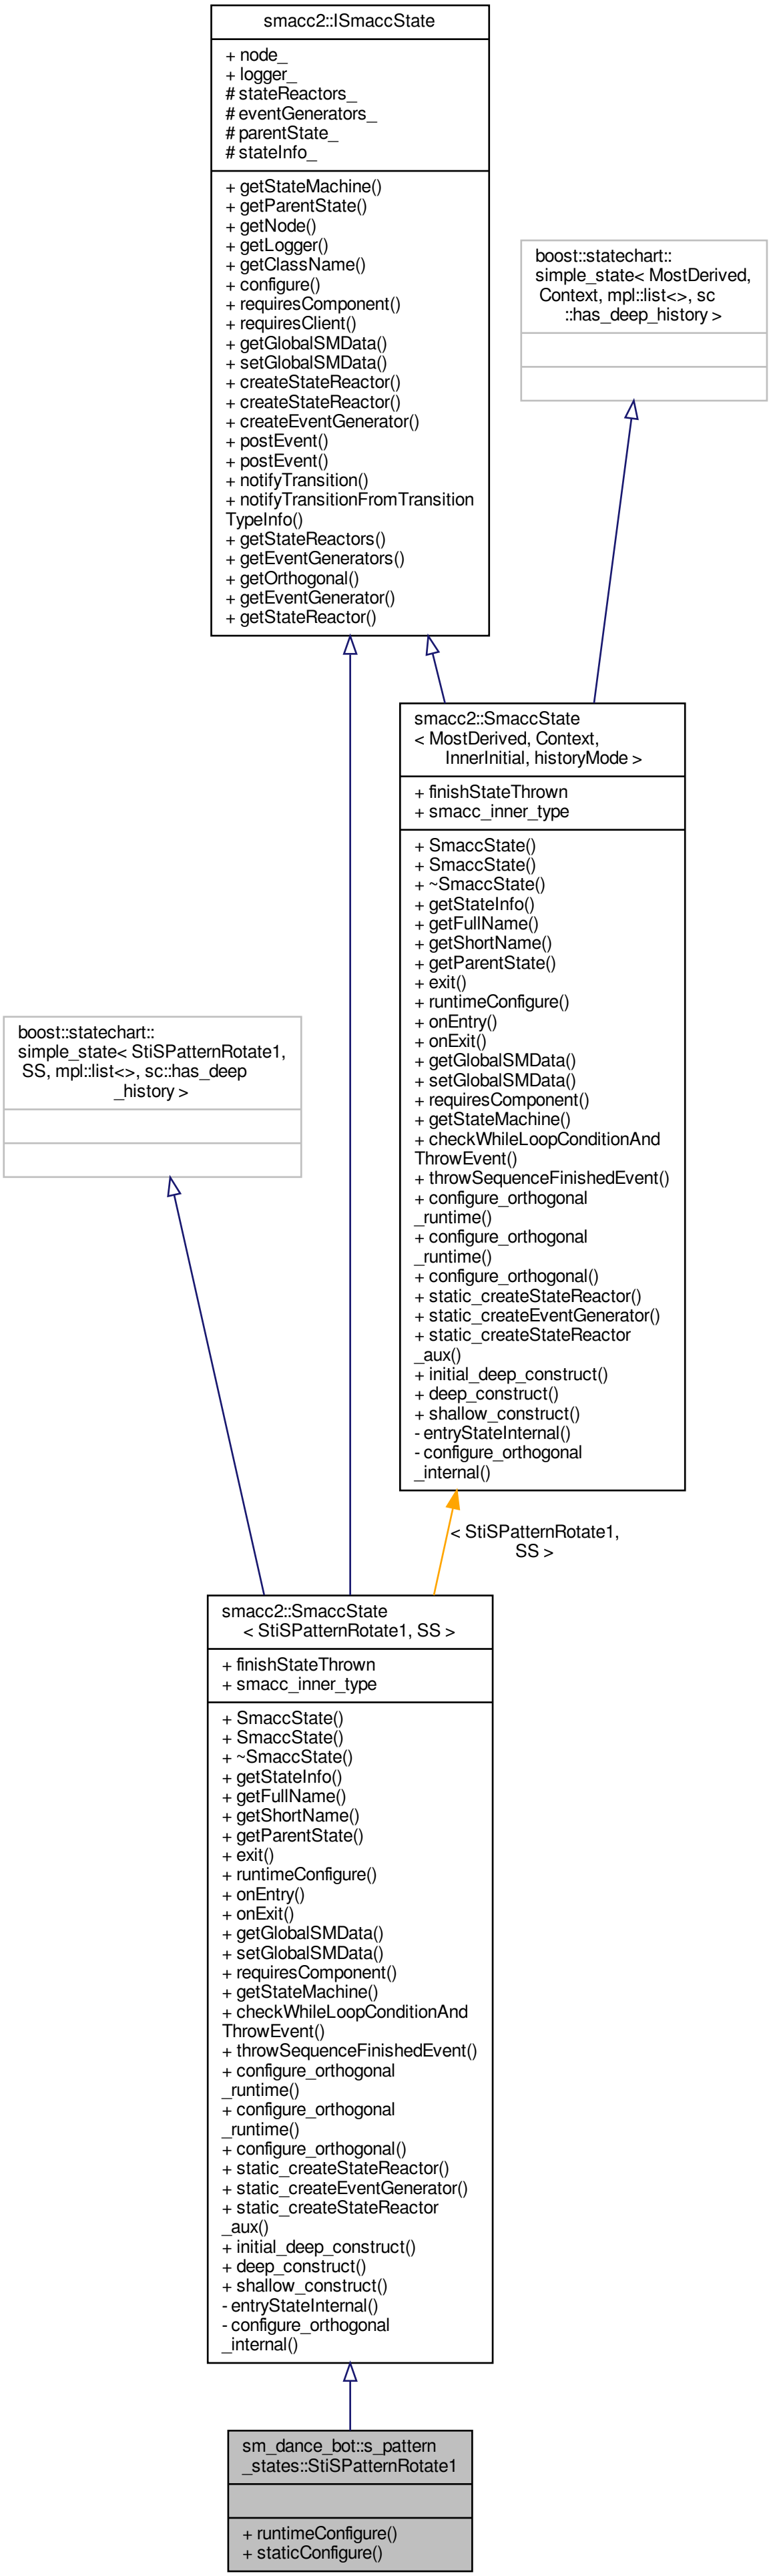 smacc2::ISmaccState
+ node_
+ logger_
# stateReactors_
# eventGenerators_
# parentState_
# stateInfo_
+ getStateMachine()
+ getParentState()
+ getNode()
+ getLogger()
+ getClassName()
+ configure()
+ requiresComponent()
+ requiresClient()
+ getGlobalSMData()
+ setGlobalSMData()
+ createStateReactor()
+ createStateReactor()
+ createEventGenerator()
+ postEvent()
+ postEvent()
+ notifyTransition()
+ notifyTransitionFromTransition
TypeInfo()
+ getStateReactors()
+ getEventGenerators()
+ getOrthogonal()
+ getEventGenerator()
+ getStateReactor()
boost::statechart::
simple_state< MostDerived,
Context, mpl::list<>, sc
::has_deep_history >
smacc2::SmaccState
< MostDerived, Context,
InnerInitial, historyMode >
+ finishStateThrown
+ smacc_inner_type
+ SmaccState()
+ SmaccState()
+ ~SmaccState()
+ getStateInfo()
+ getFullName()
+ getShortName()
+ getParentState()
+ exit()
+ runtimeConfigure()
+ onEntry()
+ onExit()
+ getGlobalSMData()
+ setGlobalSMData()
+ requiresComponent()
+ getStateMachine()
+ checkWhileLoopConditionAnd
ThrowEvent()
+ throwSequenceFinishedEvent()
+ configure_orthogonal
_runtime()
+ configure_orthogonal
_runtime()
+ configure_orthogonal()
+ static_createStateReactor()
+ static_createEventGenerator()
+ static_createStateReactor
_aux()
+ initial_deep_construct()
+ deep_construct()
+ shallow_construct()
- entryStateInternal()
- configure_orthogonal
_internal()
boost::statechart::
simple_state< StiSPatternRotate1,
SS, mpl::list<>, sc::has_deep
_history >
< StiSPatternRotate1,
SS >
smacc2::SmaccState
< StiSPatternRotate1, SS >
+ finishStateThrown
+ smacc_inner_type
+ SmaccState()
+ SmaccState()
+ ~SmaccState()
+ getStateInfo()
+ getFullName()
+ getShortName()
+ getParentState()
+ exit()
+ runtimeConfigure()
+ onEntry()
+ onExit()
+ getGlobalSMData()
+ setGlobalSMData()
+ requiresComponent()
+ getStateMachine()
+ checkWhileLoopConditionAnd
ThrowEvent()
+ throwSequenceFinishedEvent()
+ configure_orthogonal
_runtime()
+ configure_orthogonal
_runtime()
+ configure_orthogonal()
+ static_createStateReactor()
+ static_createEventGenerator()
+ static_createStateReactor
_aux()
+ initial_deep_construct()
+ deep_construct()
+ shallow_construct()
- entryStateInternal()
- configure_orthogonal
_internal()
sm_dance_bot::s_pattern
_states::StiSPatternRotate1
+ runtimeConfigure()
+ staticConfigure()